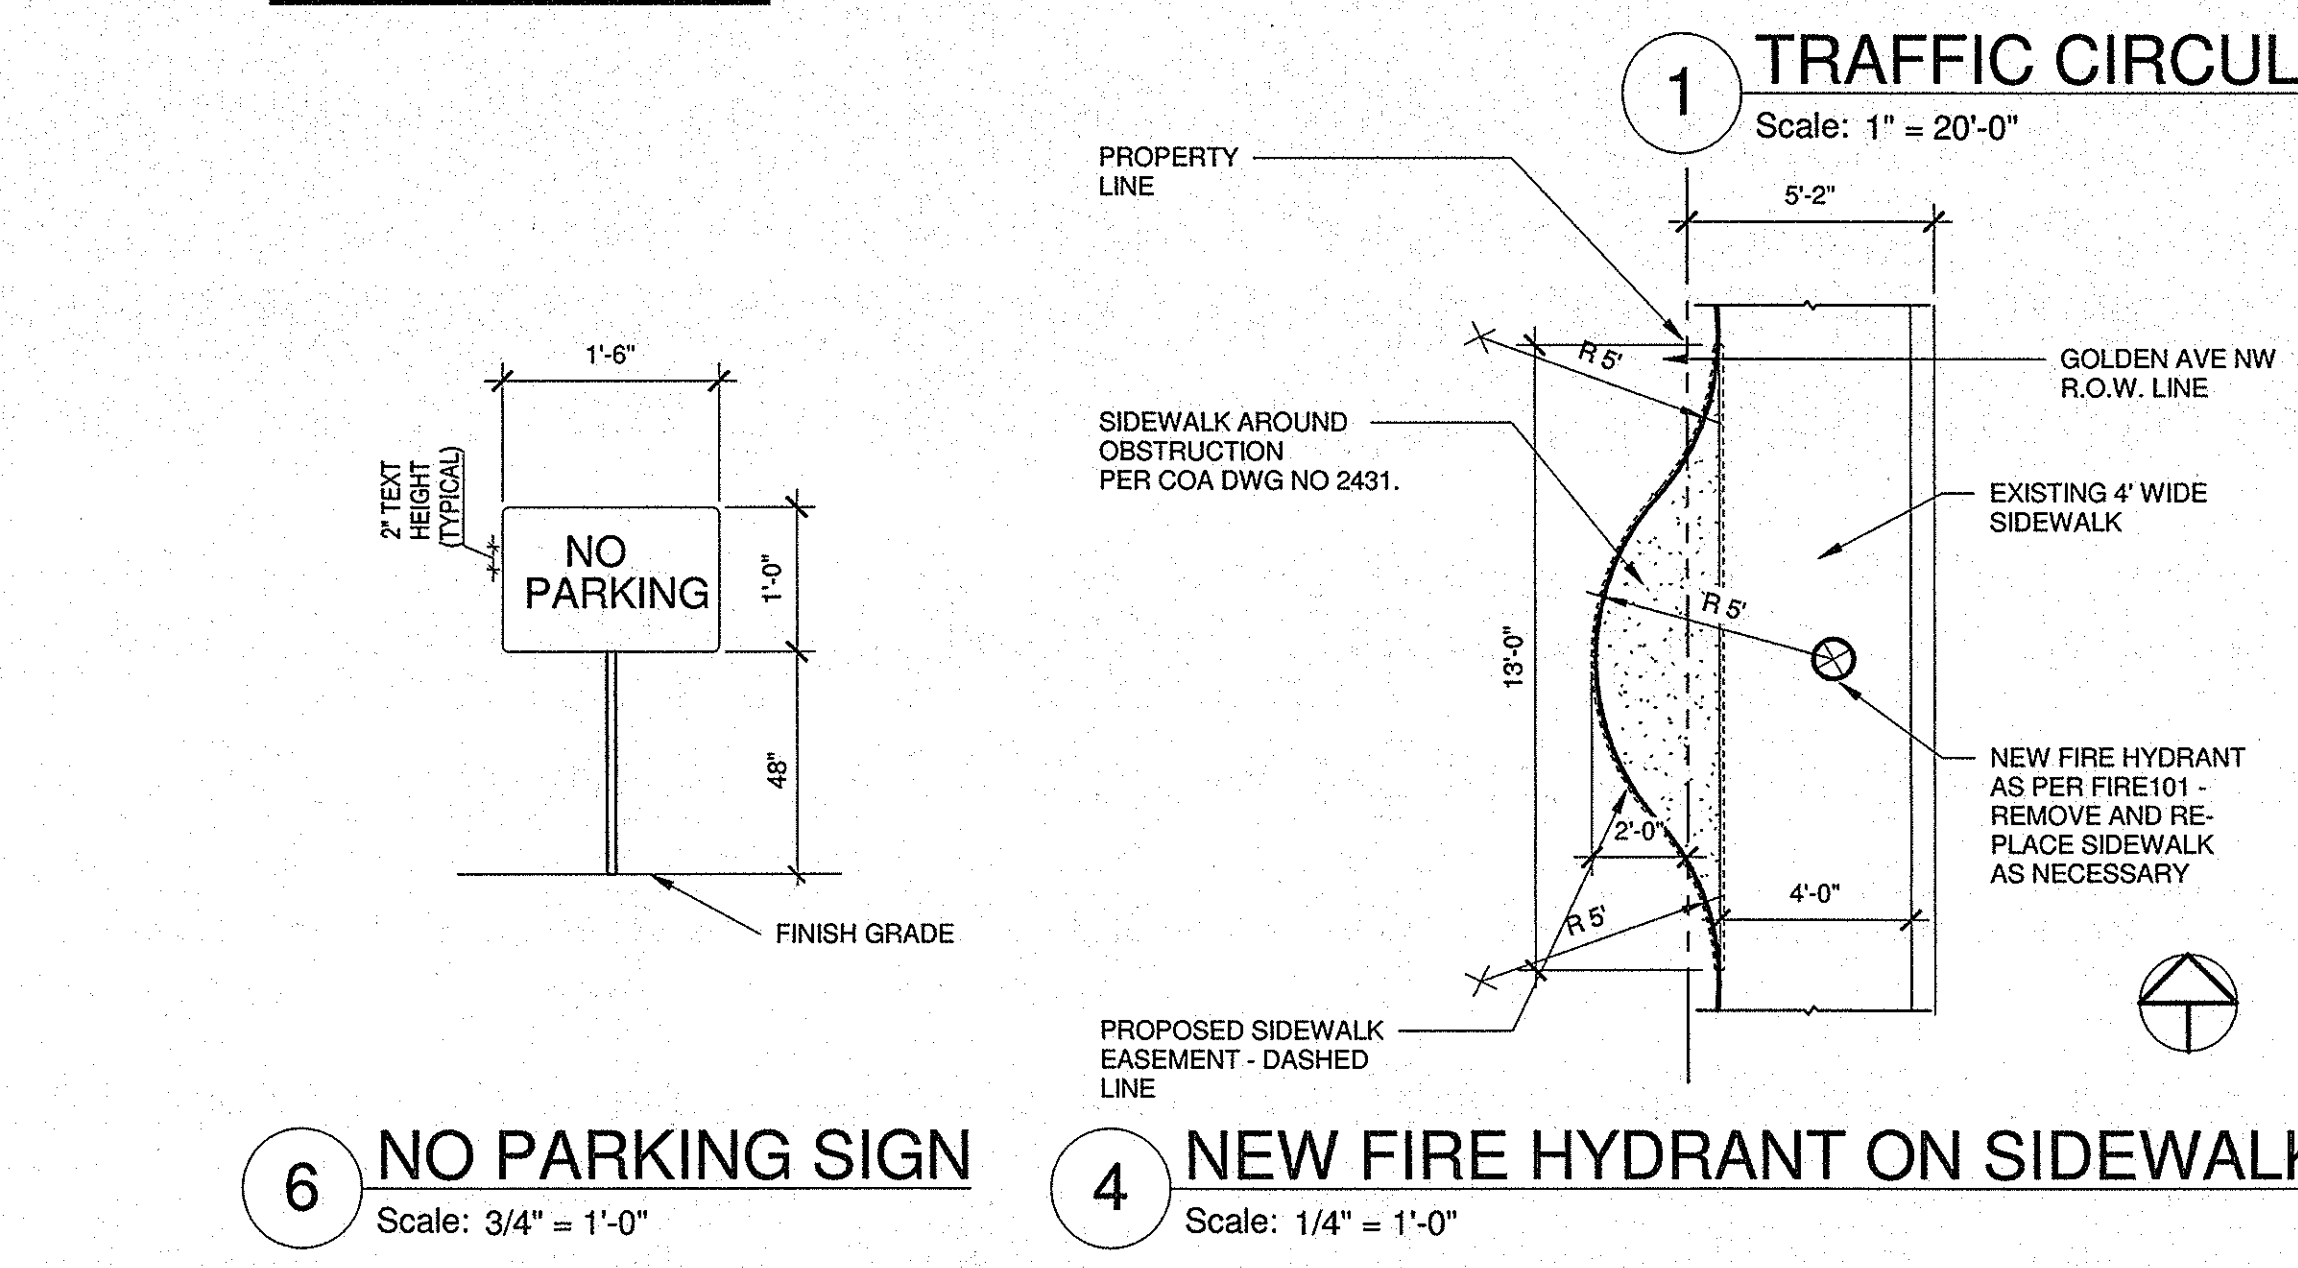 1
TRAFFIC CIRCUL
Scale: 1" = 20'-0"
PROPERTY
LINE
5'-2"
R 5'
GOLDEN AVE NW
R.O.W. LINE
SIDEWALK AROUND
OBSTRUCTION
PER COA DWG NO 2431.
EXISTING 4' WIDE
SIDEWALK
R 5'
13'-0"
NEW FIRE HYDRANT
AS PER FIRE101 -
REMOVE AND RE-
PLACE SIDEWALK
AS NECESSARY
2'-0"
4'-0"
R 5'
PROPOSED SIDEWALK
EASEMENT - DASHED
LINE
4
NEW FIRE HYDRANT ON SIDEWALK
Scale: 1/4" = 1'-0"
1'-6"
2" TEXT
HEIGHT
(TYPICAL)
NO
PARKING
1'-0"
48"
FINISH GRADE
6
NO PARKING SIGN
Scale: 3/4" = 1'-0"